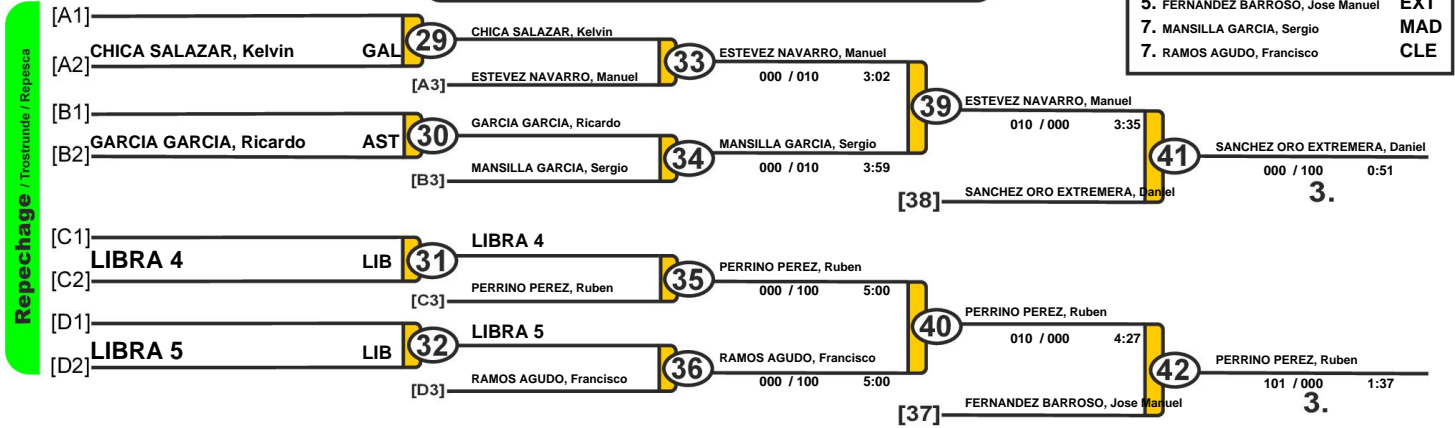 5. FERNANDEZ BARROSO, Jose Manuel EXT
7. MANSILLA GARCIA, Sergio MAD
7. RAMOS AGUDO, Francisco CLE
Repechage / Trostrunde / Repesca
[A1]
CHICA SALAZAR, Kelvin GAL
[A2]
29
CHICA SALAZAR, Kelvin
[A3] ESTEVEZ NAVARRO, Manuel
33
ESTEVEZ NAVARRO, Manuel
000 / 010 3:02
[B1]
GARCIA GARCIA, Ricardo AST
[B2]
30
GARCIA GARCIA, Ricardo
[B3] MANSILLA GARCIA, Sergio
34
MANSILLA GARCIA, Sergio
000 / 010 3:59
39
ESTEVEZ NAVARRO, Manuel
010 / 000 3:35
[38] SANCHEZ ORO EXTREMERA, Daniel
41
SANCHEZ ORO EXTREMERA, Daniel
000 / 100 0:51
3.
[C1]
LIBRA 4 LIB
[C2]
31
LIBRA 4
[C3] PERRINO PEREZ, Ruben
35
PERRINO PEREZ, Ruben
000 / 100 5:00
[D1]
LIBRA 5 LIB
[D2]
32
LIBRA 5
[D3] RAMOS AGUDO, Francisco
36
RAMOS AGUDO, Francisco
000 / 100 5:00
40
PERRINO PEREZ, Ruben
010 / 000 4:27
[37] FERNANDEZ BARROSO, Jose Manuel
42
PERRINO PEREZ, Ruben
101 / 000 1:37
3.